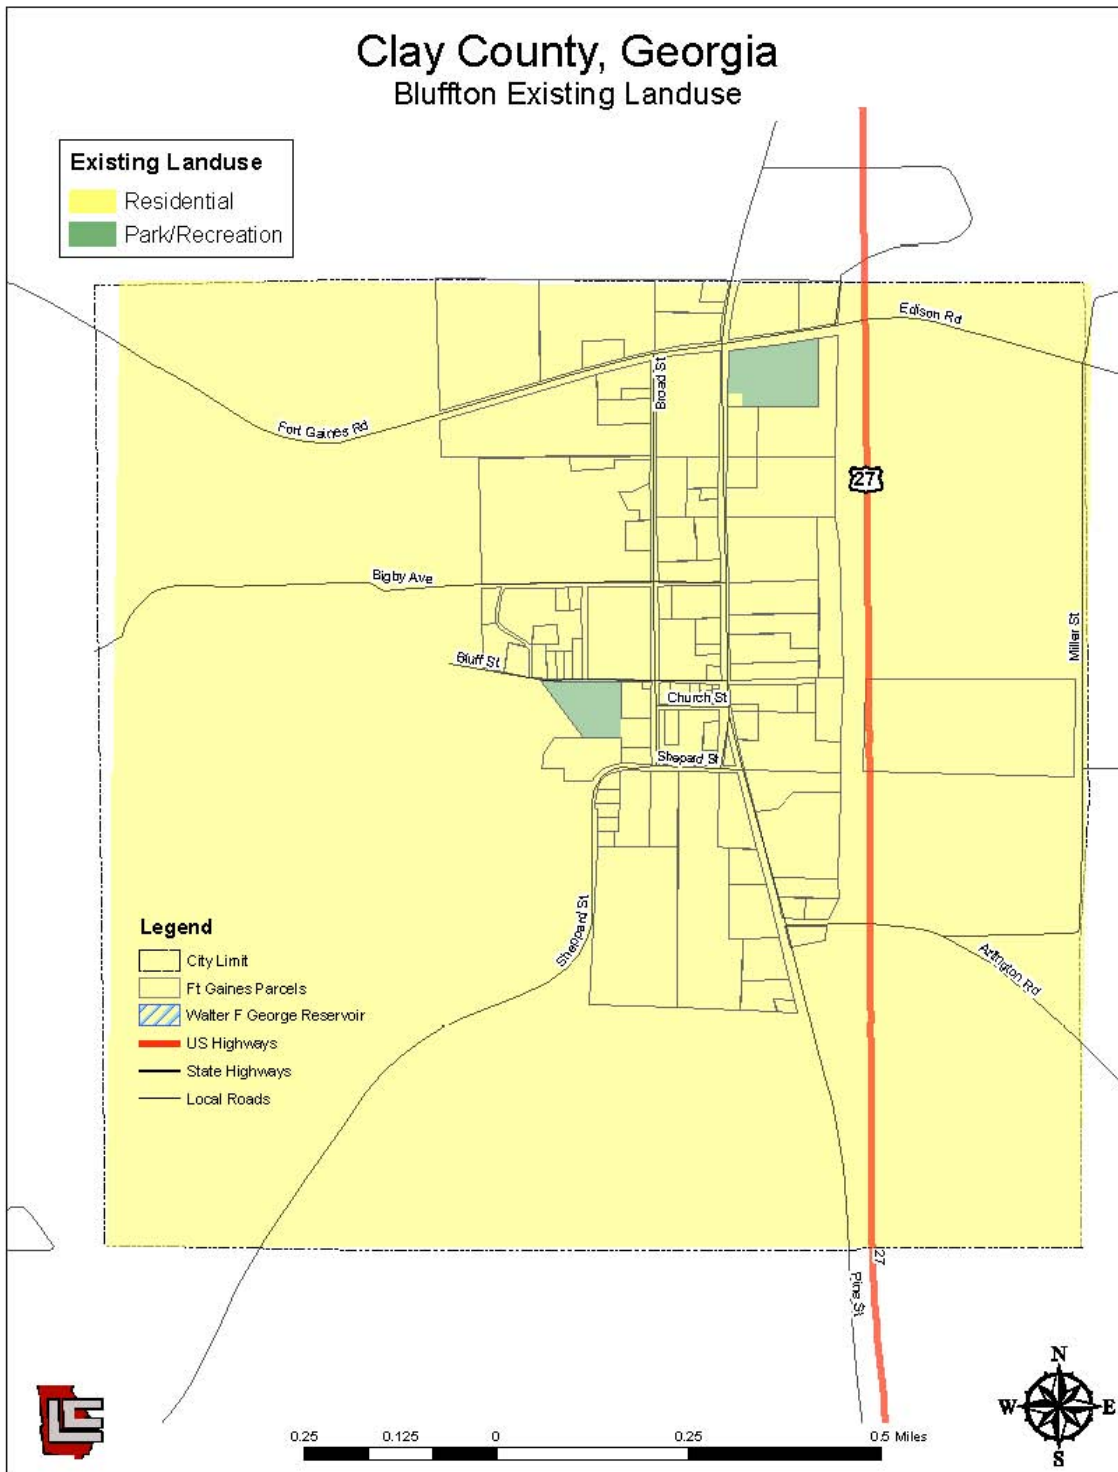 Clay County, Georgia
Bluffton Existing Landuse
Existing Landuse
Residential
Park/Recreation
Edison Rd
Broad St
Fort Gaines Rd
27
Bigby Ave
Miller St
Bluff St
Church St
Shepard St
Sheppard St
Arlington Rd
Legend
City Limit
Ft Gaines Parcels
Walter F George Reservoir
US Highways
State Highways
Local Roads
27
Pine St
N
W E
S
0.25 0.125 0 0.25 0.5 Miles